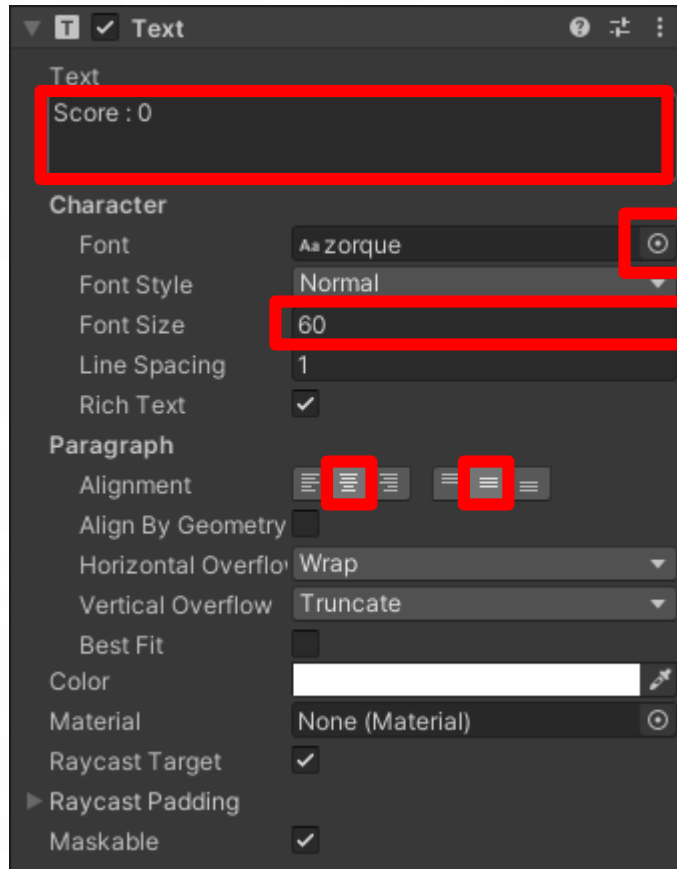 T Text
Text
Score : 0
Character
Font Aa zorque
Font Style Normal
Font Size 60
Line Spacing 1
Rich Text
Paragraph
Alignment
Align By Geometry
Horizontal Overflo Wrap
Vertical Overflow Truncate
Best Fit
Color
Material None (Material)
Raycast Target
Raycast Padding
Maskable